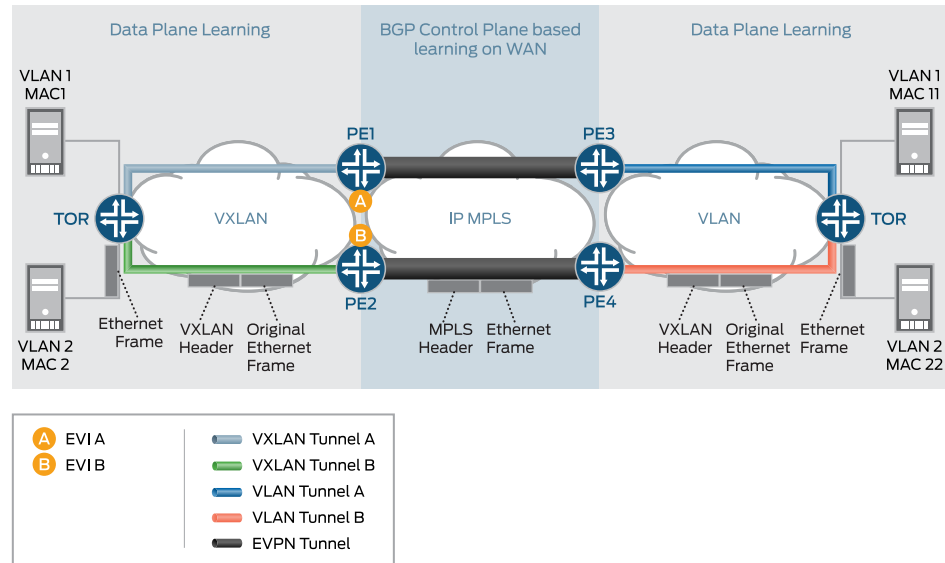 Data Plane Learning
BGP Control Plane based
learning on WAN
Data Plane Learning
VLAN 1
MAC1
VLAN 1
MAC 11
PE1
PE3
A
TOR
VXLAN
IP MPLS
VLAN
TOR
B
PE2
PE4
VLAN 2
MAC 2
Ethernet
Frame
VXLAN
Header
Original
Ethernet
Frame
MPLS
Header
Ethernet
Frame
VXLAN
Header
Original
Ethernet
Frame
Ethernet
Frame
VLAN 2
MAC 22
A EVI A
B EVI B
VXLAN Tunnel A
VXLAN Tunnel B
VLAN Tunnel A
VLAN Tunnel B
EVPN Tunnel